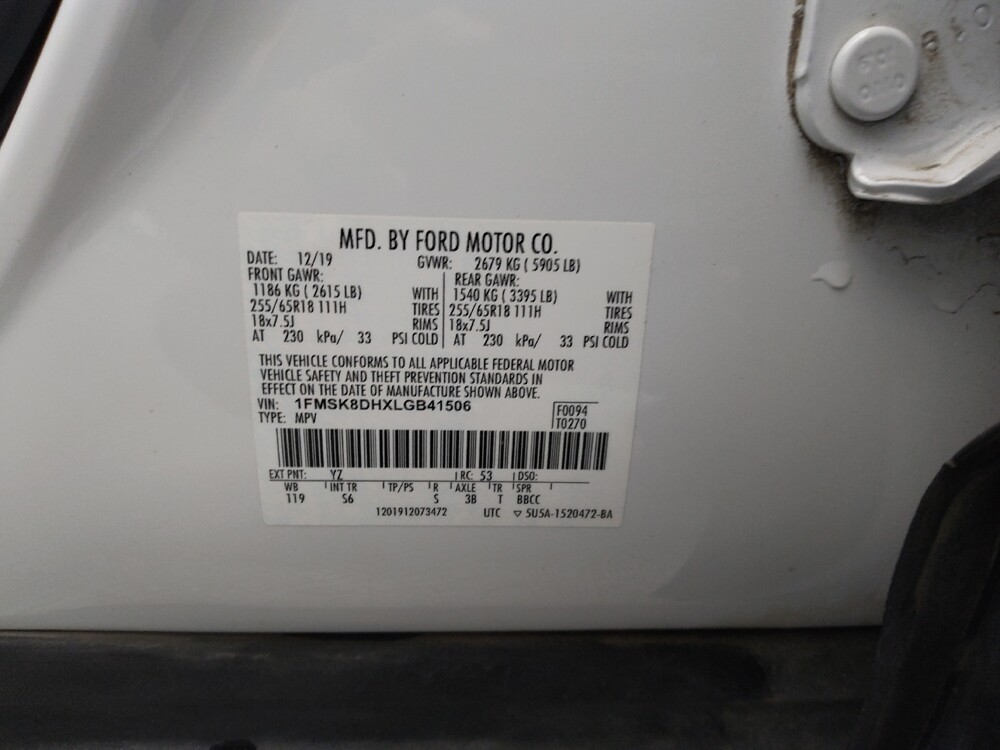 MFD. BY FORD MOTOR CO.
DATE: 12/19 GVWR: 2679 KG ( 5905 LB)
FRONT GAWR: REAR GAWR:
1186 KG ( 2615 LB) WITH 1540 KG ( 3395 LB) WITH
255/65R18 111H TIRES 255/65R18 111H TIRES
18x7.5J RIMS 18x7.5J RIMS
AT 230 kPa/ 33 PSI COLD AT 230 kPa/ 33 PSI COLD
THIS VEHICLE CONFORMS TO ALL APPLICABLE FEDERAL MOTOR
VEHICLE SAFETY AND THEFT PREVENTION STANDARDS IN
EFFECT ON THE DATE OF MANUFACTURE SHOWN ABOVE.
VIN: 1FMSK8DHXLGB41506 F0094
TYPE: MPV T0270
EXT PNT: YZ RC: 53 DSO:
WB INT TR TP/PS R AXLE TR SPR
119 S6 S 3B T BBCC
1201912073472 UTC ▽ 5U5A-1520472-BA